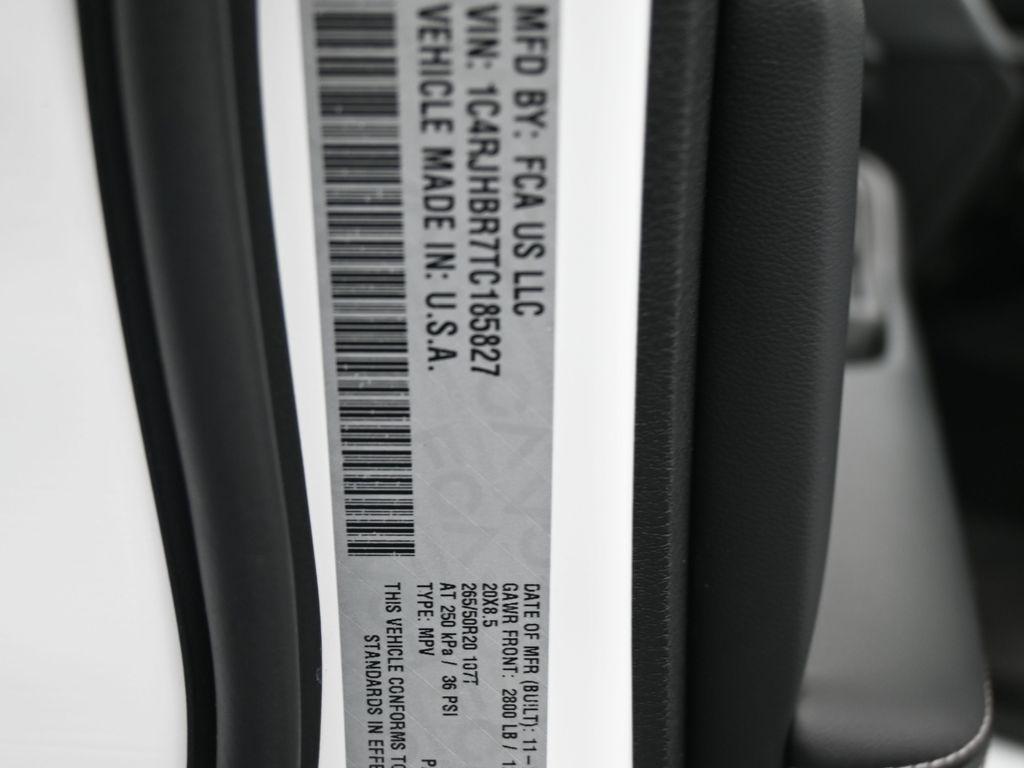 MFD BY: FCA US LLC
VIN: 1C4RJHBR7TC185827
VEHICLE MADE IN: U.S.A.
DATE OF MFR (BUILT): 11-
GAWR FRONT: 2800 LB / 1
20X8.5
265/50R20 107T
AT 250 kPa / 36 PSI
TYPE: MPV P
THIS VEHICLE CONFORMS TO
STANDARDS IN EFFE